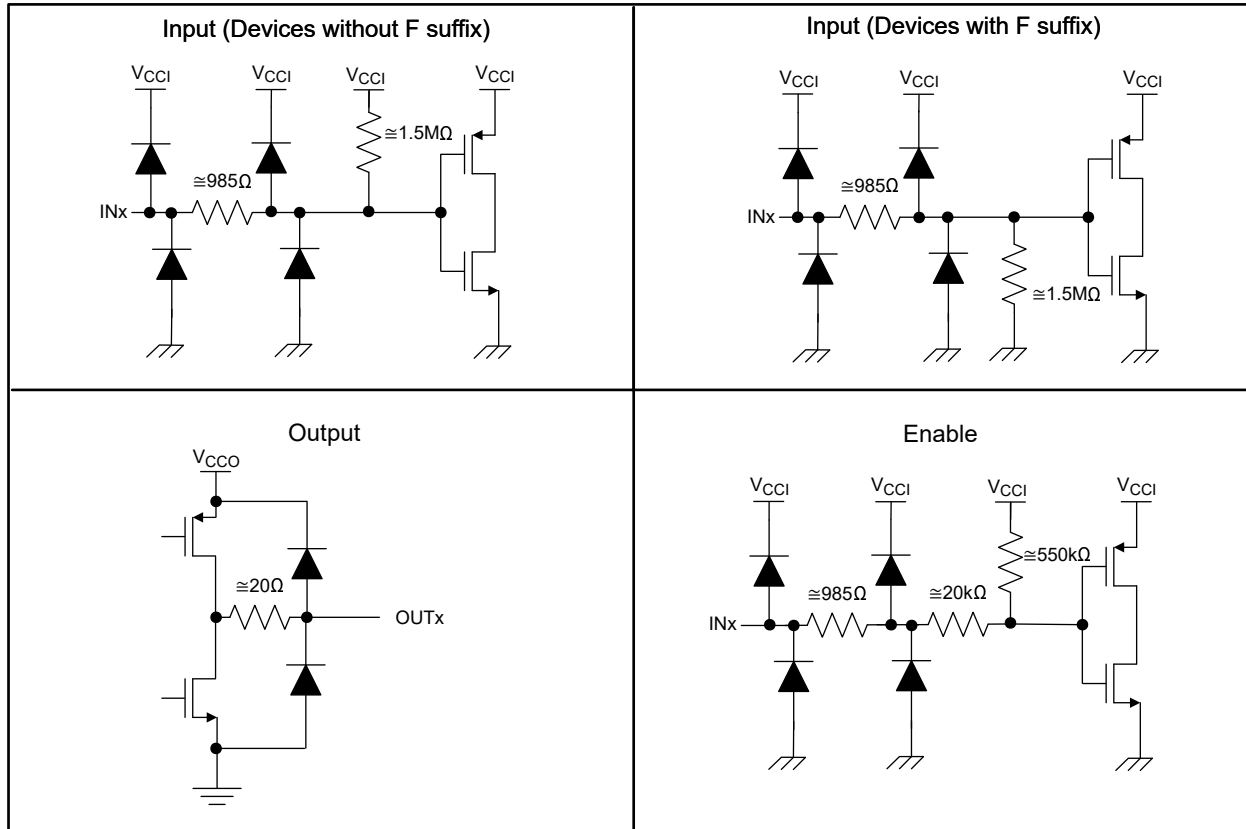 Input (Devices without F suffix)
VCCI
VCCI
VCCI
VCCI
≅1.5MΩ
≅985Ω
INx
Input (Devices with F suffix)
VCCI
VCCI
VCCI
≅985Ω
INx
≅1.5MΩ
Output
VCCO
≅20Ω
OUTx
Enable
VCCI
VCCI
VCCI
VCCI
≅550kΩ
≅985Ω
≅20kΩ
INx